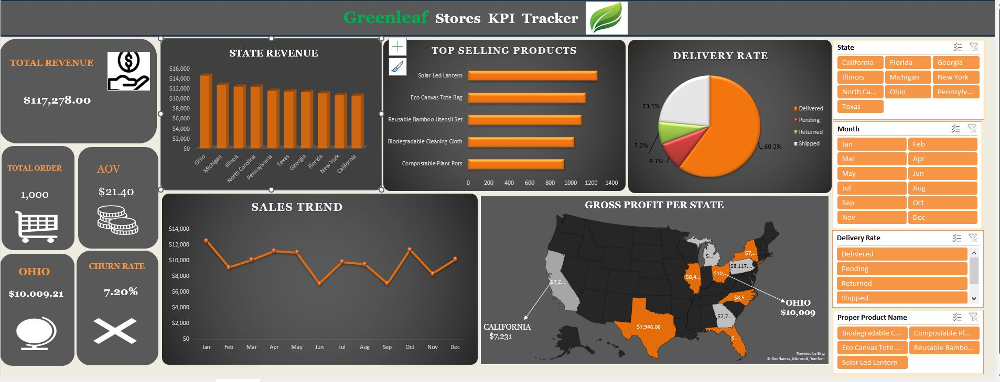 Greenleaf Stores KPI Tracker
TOTAL REVENUE
$117,278.00
TOTAL ORDER
1,000
AOV
$21.40
OHIO
$10,009.21
CHURN RATE
7.20%
STATE REVENUE
$16,000
$14,000
$12,000
$10,000
$8,000
$6,000
$4,000
$2,000
$0
Ohio
Michigan
Illinois
North Carolina
Pennsylvania
Texas
Georgia
Florida
New York
California
TOP SELLING PRODUCTS
Solar Led Lantern
Eco Canvas Tote Bag
Reusable Bamboo Utensil Set
Biodegradable Cleaning Cloth
Compostable Plant Pots
0 200 400 600 800 1000 1200 1400
DELIVERY RATE
23.5%
7.2%
9.1%
60.2%
Delivered
Pending
Returned
Shipped
SALES TREND
$14,000
$12,000
$10,000
$8,000
$6,000
$4,000
$2,000
$0
Jan Feb Mar Apr May Jun Jul Aug Sep Oct Nov Dec
GROSS PROFIT PER STATE
$7,...
$...
$8,117....
$8,4...
$10,...
$7,2...
$8,5...
$7,7...
$7,946.08
$...
OHIO
$10,009
CALIFORNIA
$7,231
Powered by Bing
© GeoNames, Microsoft, TomTom
State
California Florida Georgia
Illinois Michigan New York
North Ca... Ohio Pennsylv...
Texas
Month
Jan Feb
Mar Apr
May Jun
Jul Aug
Sep Oct
Nov Dec
Delivery Rate
Delivered
Pending
Returned
Shipped
Proper Product Name
Biodegradable C... Compostable Pl...
Eco Canvas Tote ... Reusable Bambo...
Solar Led Lantern